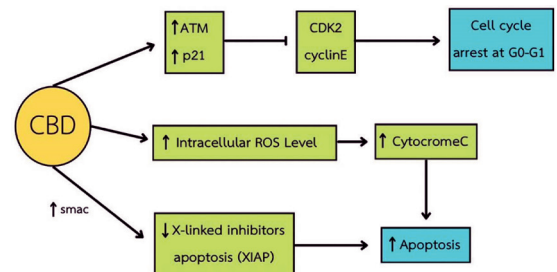 ↑ATM
↑ p21
CDK2
cyclinE
Cell cycle
arrest at G0-G1
CBD
↑ Intracellular ROS Level
↑ CytocromeC
↑ smac
↓X-linked inhibitors
apoptosis (XIAP)
↑ Apoptosis